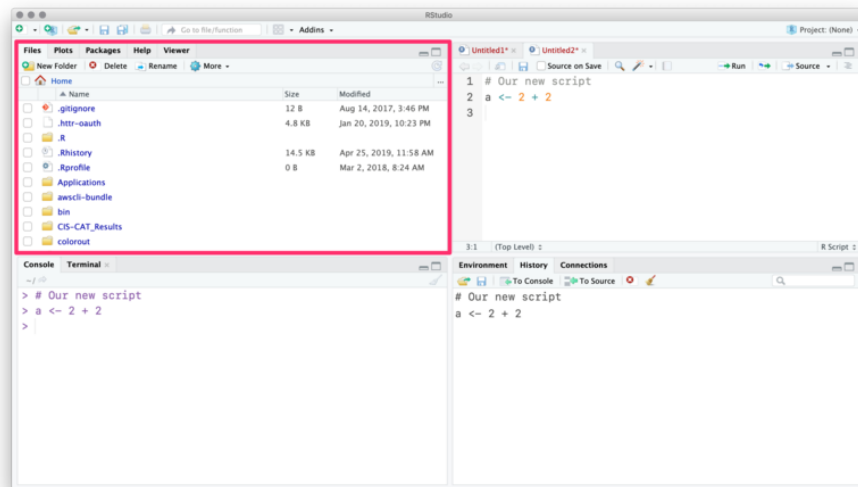 RStudio
Go to file/function Addins Project: (None)
Files Plots Packages Help Viewer
New Folder Delete Rename More
Home
Name Size Modified
.gitignore 12 B Aug 14, 2017, 3:46 PM
.httr-oauth 4.8 KB Jan 20, 2019, 10:23 PM
.R
.Rhistory 14.5 KB Apr 25, 2019, 11:58 AM
.Rprofile 0 B Mar 2, 2018, 8:24 AM
Applications
awscli-bundle
bin
CIS-CAT_Results
colorout
Untitled1* Untitled2*
Source on Save Run Source
1 # Our new script
2 a <- 2 + 2
3
3:1 (Top Level) R Script
Console Terminal
~/
> # Our new script
> a <- 2 + 2
>
Environment History Connections
To Console To Source
# Our new script
a <- 2 + 2